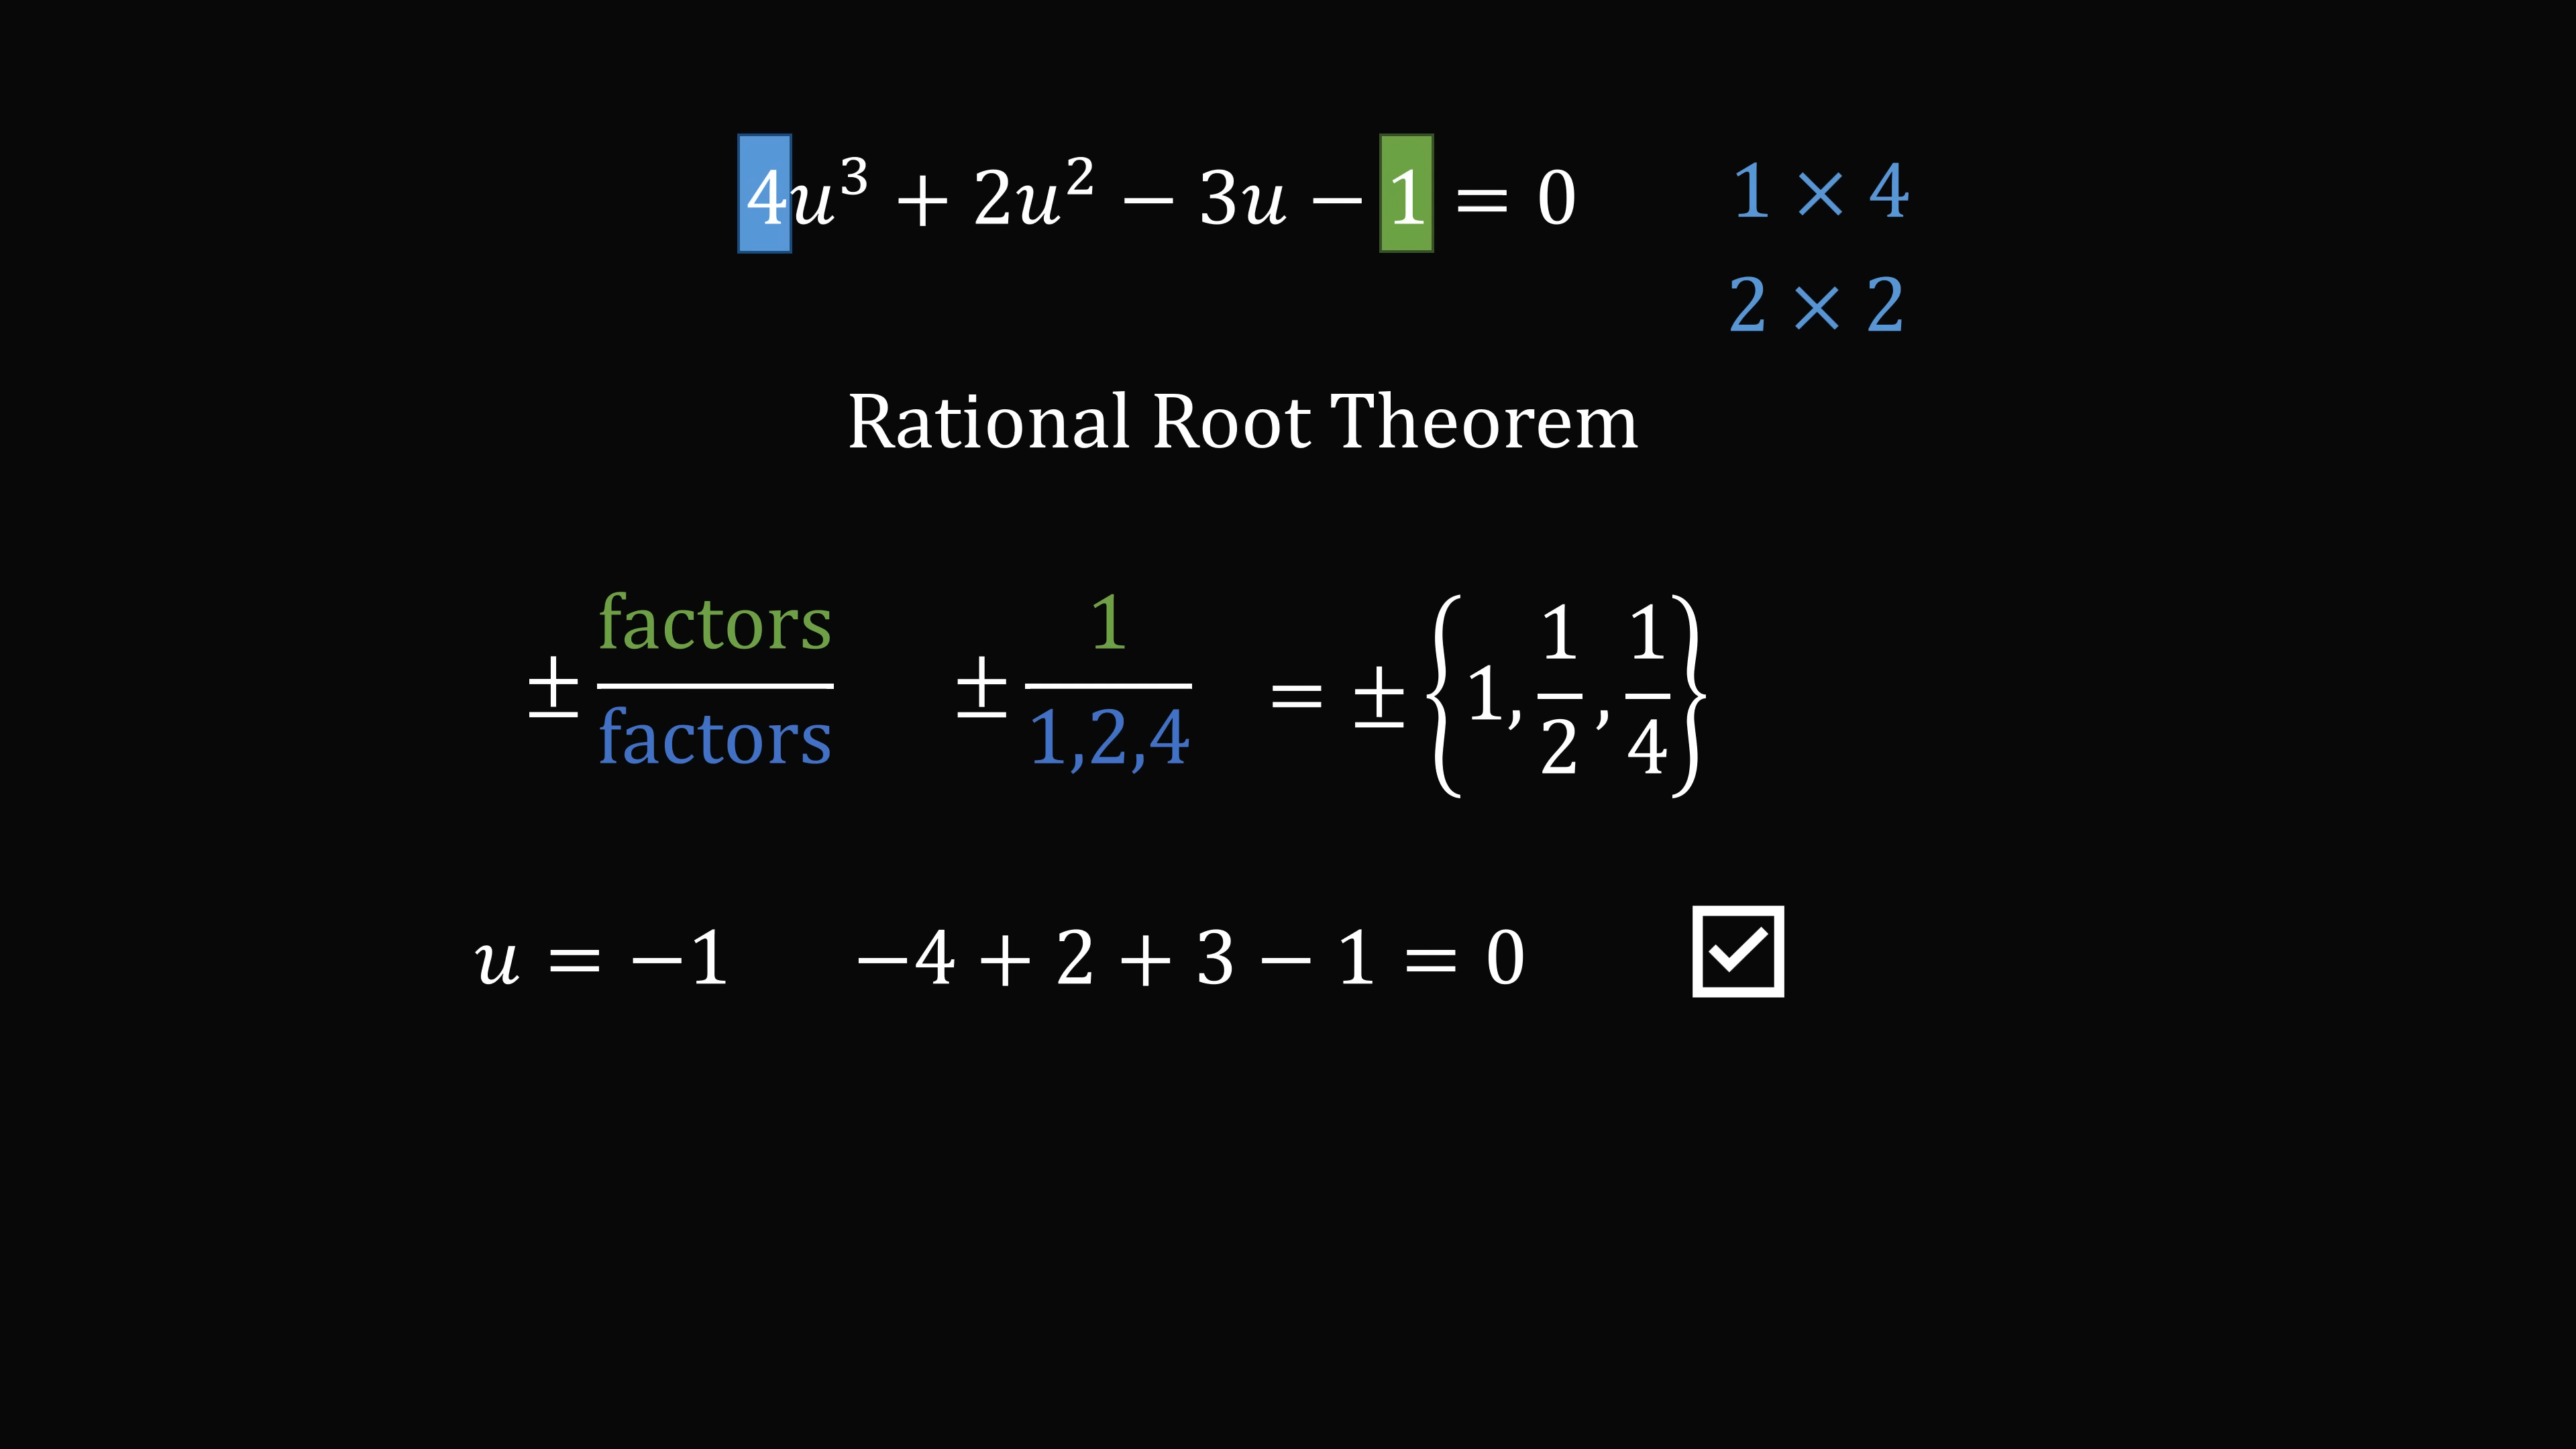 4u³ + 2u² − 3u − 1 = 0 1 × 4
2 × 2
Rational Root Theorem
± factors/factors ± 1/1,2,4 = ± {1, 1/2, 1/4}
u = −1 −4 + 2 + 3 − 1 = 0 ☑